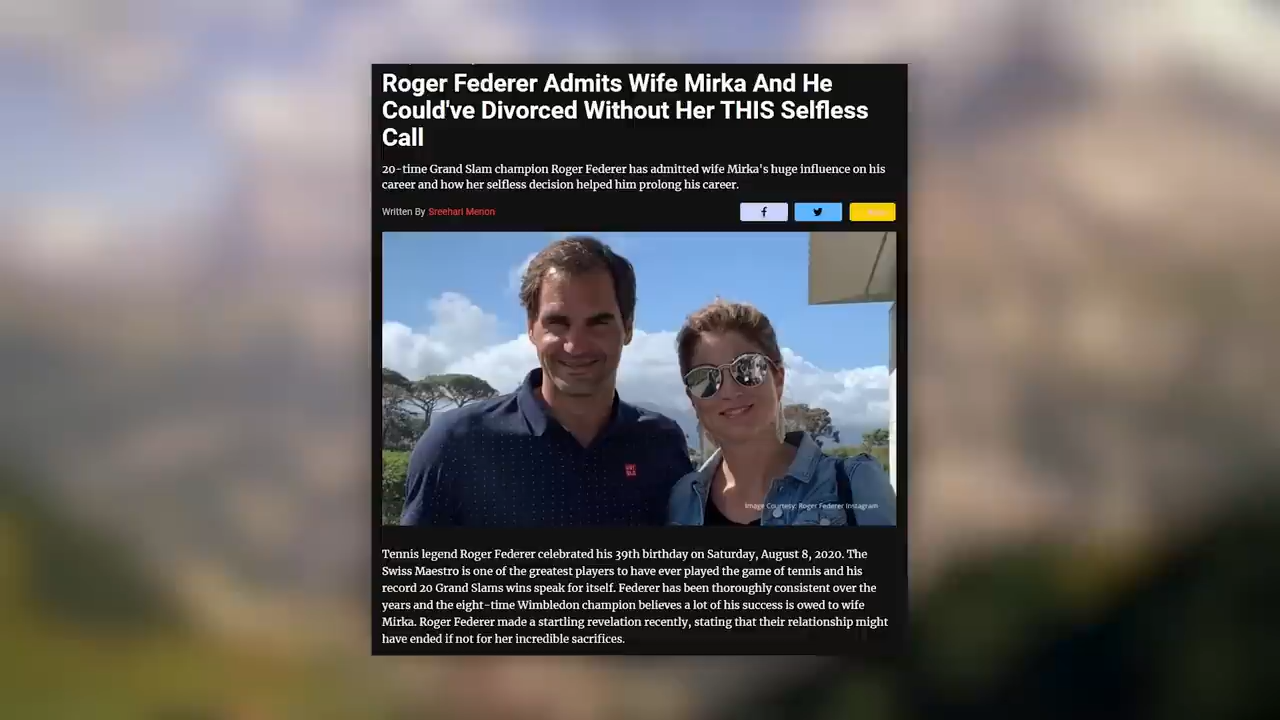 Roger Federer Admits Wife Mirka And He
Could've Divorced Without Her THIS Selfless
Call
20-time Grand Slam champion Roger Federer has admitted wife Mirka's huge influence on his
career and how her selfless decision helped him prolong his career.
Written By Sreehari Menon
Image Courtesy: Roger Federer Instagram
Tennis legend Roger Federer celebrated his 39th birthday on Saturday, August 8, 2020. The
Swiss Maestro is one of the greatest players to have ever played the game of tennis and his
record 20 Grand Slams wins speak for itself. Federer has been thoroughly consistent over the
years and the eight-time Wimbledon champion believes a lot of his success is owed to wife
Mirka. Roger Federer made a startling revelation recently, stating that their relationship might
have ended if not for her incredible sacrifices.